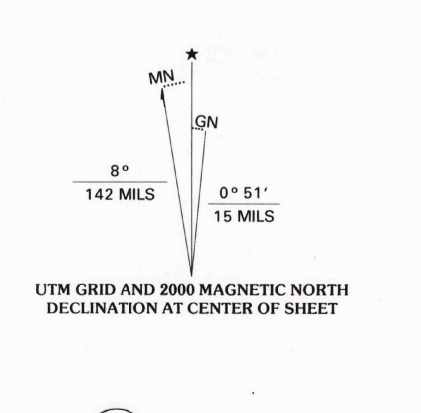 ★
MN
GN
8°
142 MILS
0° 51′
15 MILS
UTM GRID AND 2000 MAGNETIC NORTH
DECLINATION AT CENTER OF SHEET